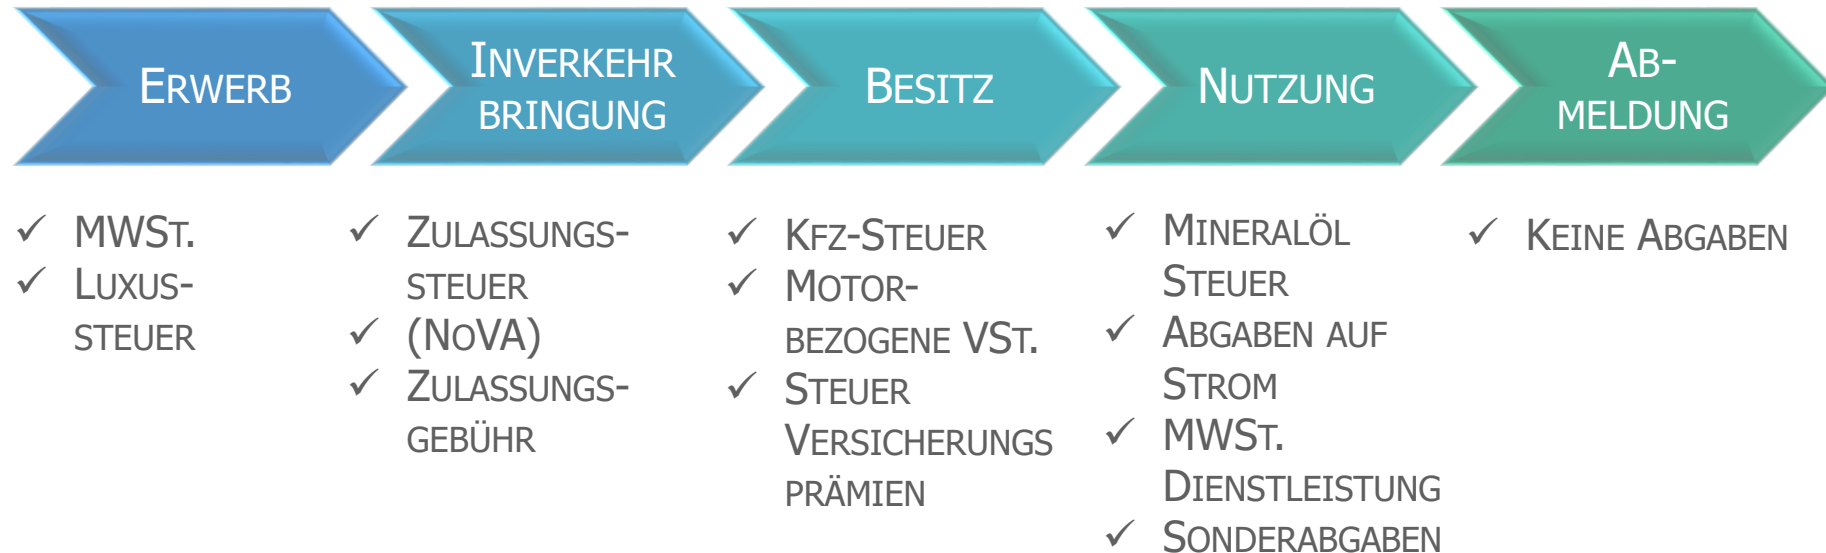 ERWERB
INVERKEHR
BRINGUNG
BESITZ
NUTZUNG
AB-
MELDUNG
✓ MWST.
✓ LUXUS-
STEUER
✓ ZULASSUNGS-
STEUER
✓ (NOVA)
✓ ZULASSUNGS-
GEBÜHR
✓ KFZ-STEUER
✓ MOTOR-
BEZOGENE VST.
✓ STEUER
VERSICHERUNGS
PRÄMIEN
✓ MINERALÖL
STEUER
✓ ABGABEN AUF
STROM
✓ MWST.
DIENSTLEISTUNG
✓ SONDERABGABEN
✓ KEINE ABGABEN